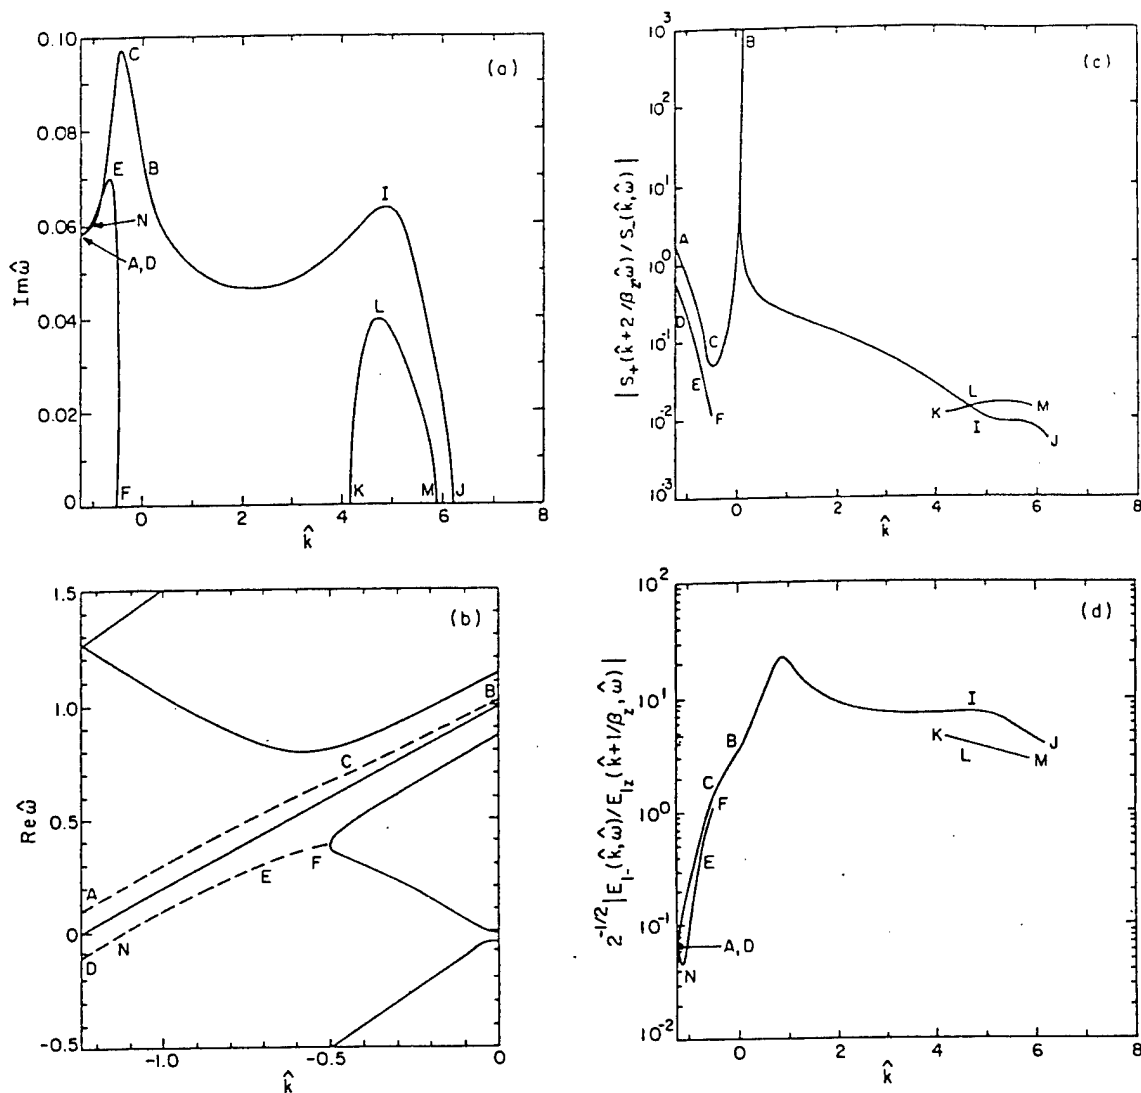 (a)
0.10
0.08
0.06
0.04
0.02
0
Im ω̂
C
E
B
N
A,D
I
L
F
K
M
J
0
2
4
6
8
k̂
(c)
10³
10²
10¹
10⁰
10⁻¹
10⁻²
10⁻³
|S₊(k̂+2/β_z,ω̂)/S₋(k̂,ω̂)|
B
A
D
C
E
F
L
K
M
I
J
0
2
4
6
8
k̂
(b)
1.5
1.0
0.5
0
-0.5
Re ω̂
B
C
A
F
E
N
D
-1.0
-0.5
0
k̂
(d)
10²
10¹
10⁰
10⁻¹
10⁻²
2^{-1/2}|E₁₋(k̂,ω̂)/E₁z(k̂+1/β_z,ω̂)|
I
B
K
J
L
M
C
F
E
A,D
N
0
2
4
6
8
k̂